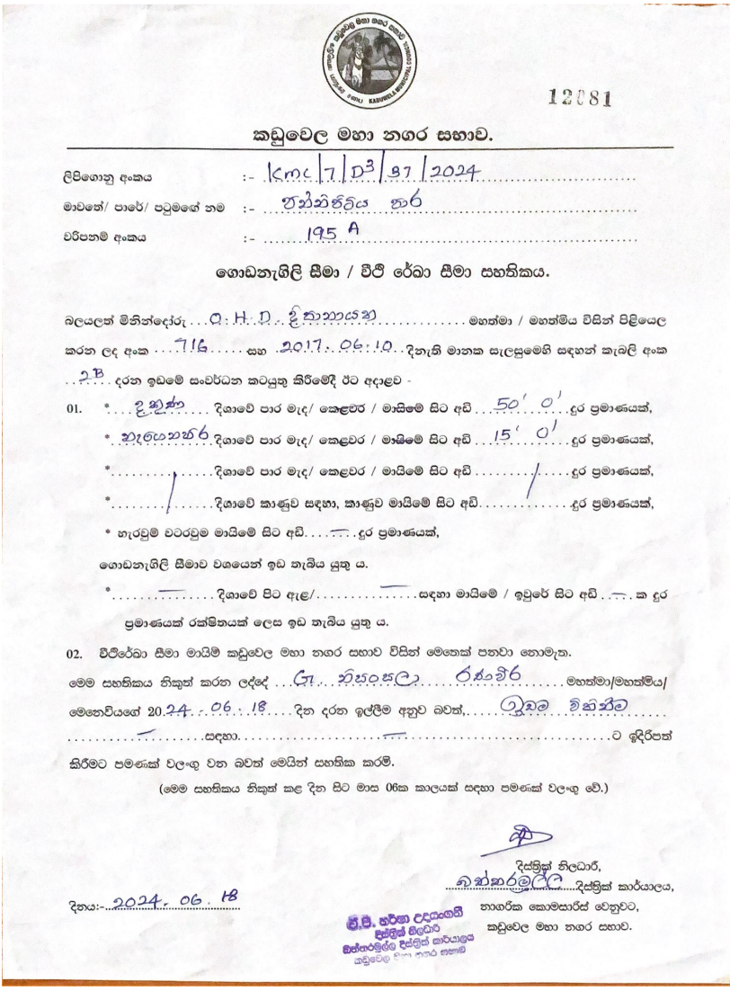 කඩුවෙල මහා නගර සභාව
KADUWELA MUNICIPAL COUNCIL
12081
කඩුවෙල මහා නගර සභාව.
ලිපිගොනු අංකය :- KMC/7/D3/37/2024
මාවතේ/ පාරේ/ පටුමගේ නම :- පන්නිපිටිය පාර
වරිපනම් අංකය :- 195 A
ගොඩනැගිලි සීමා / වීථි රේඛා සීමා සහතිකය.
බලයලත් මිනින්දෝරු ...O.H.D. දිසානායක............... මහත්මා / මහත්මිය විසින් පිළියෙල
කරන ලද අංක ....716...... සහ .2017.06.10.. දිනැති මානක සැලසුමෙහි සඳහන් කැබලි අංක
...2B... දරන ඉඩමේ සංවර්ධන කටයුතු කිරීමේදී ඊට අදාළව -
01. *....දකුණ...... දිශාවේ පාර මැද/ කෙළවර / මායිමේ සිට අඩි ...50' 0'...දුර ප්‍රමාණයක්,
*..නැගෙනහිර.දිශාවේ පාර මැද/ කෙළවර / මායිමේ සිට අඩි ...15' 0'...දුර ප්‍රමාණයක්,
*.................දිශාවේ පාර මැද/ කෙළවර / මායිමේ සිට අඩි .............දුර ප්‍රමාණයක්,
*................. දිශාවේ කාණුව සඳහා, කාණුව මායිමේ සිට අඩි..............දුර ප්‍රමාණයක්,
* හැරවුම් වටරවුම මායිමේ සිට අඩි.........දුර ප්‍රමාණයක්,
ගොඩනැගිලි සීමාව වශයෙන් ඉඩ තැබිය යුතු ය.
*................. දිශාවේ පිට ඇළ/.................සඳහා මායිමේ / ඉවුරේ සිට අඩි ...... ක දුර
ප්‍රමාණයක් රක්ෂිතයක් ලෙස ඉඩ තැබිය යුතු ය.
02. වීථිරේඛා සීමා මායිම් කඩුවෙල මහා නගර සභාව විසින් මෙතෙක් පනවා නොමැත.
මෙම සහතිකය නිකුත් කරන ලද්දේ ...G. නිසංසලා රණවීර............මහත්මා/මහත්මිය/
මෙනෙවියගේ 20.24..06..18.... දින දරන ඉල්ලීම අනුව බවත්,......ඉඩම විකිණීම.......
....................සඳහා..................................................ට ඉදිරිපත්
කිරීමට පමණක් වලංගු වන බවත් මෙයින් සහතික කරමි.
(මෙම සහතිකය නිකුත් කළ දින සිට මාස 06ක කාලයක් සඳහා පමණක් වලංගු වේ.)
දිස්ත්‍රික් නිලධාරී,
..බත්තරමුල්ල..දිස්ත්‍රික් කාර්යාලය,
දිනය:-..2024.06.18
නාගරික කොමසාරිස් වෙනුවට,
කඩුවෙල මහා නගර සභාව.
ඒ.පී. හර්ෂා උදයංගනී
දිස්ත්‍රික් නිලධාරි
බත්තරමුල්ල දිස්ත්‍රික් කාර්යාලය
කඩුවෙල මහා නගර සභාව